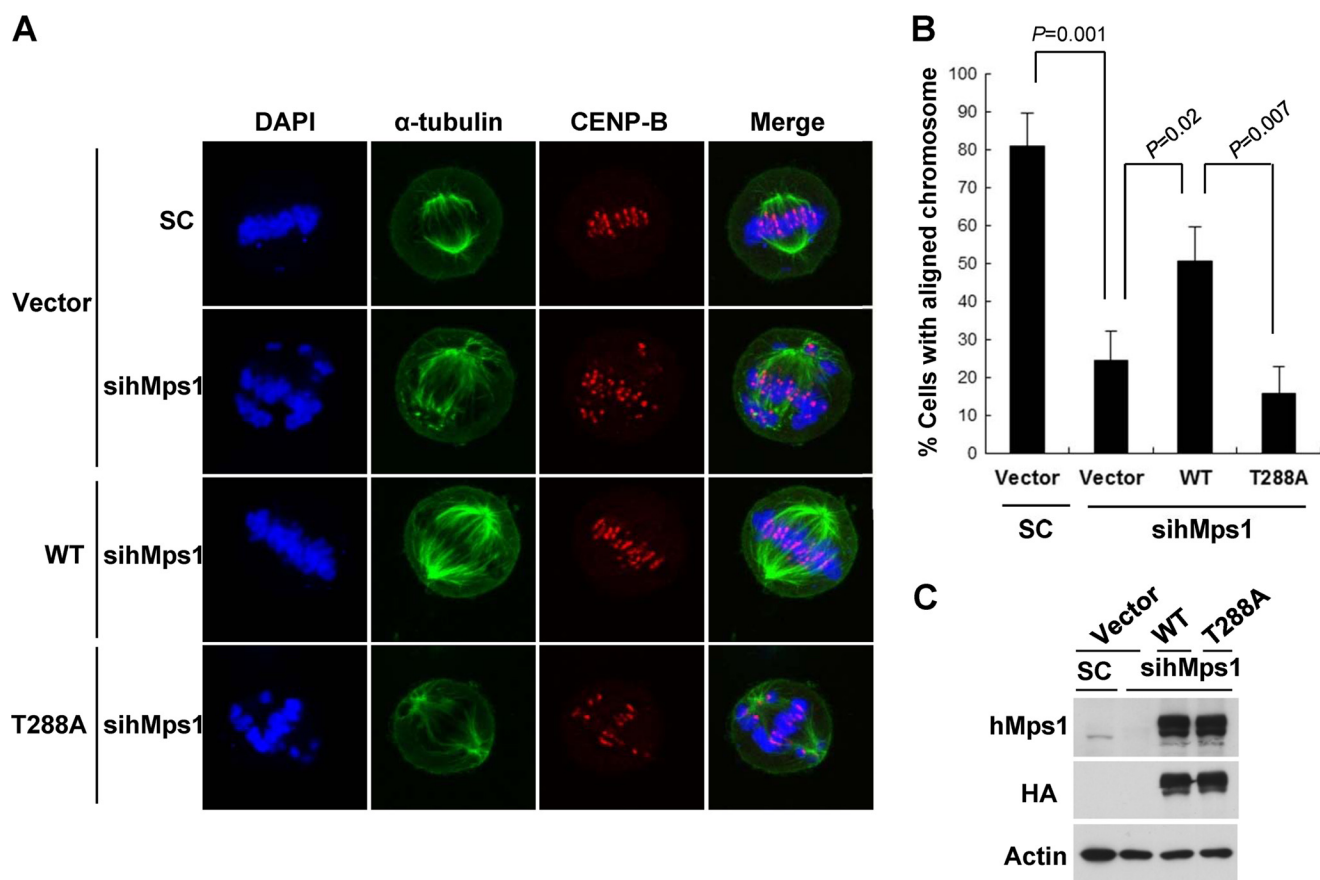 A
DAPI α-tubulin CENP-B Merge
Vector
SC
sihMps1
WT sihMps1
T288A sihMps1
B
P=0.001
P=0.02
P=0.007
% Cells with aligned chromosome
100
90
80
70
60
50
40
30
20
10
0
Vector Vector WT T288A
SC sihMps1
C
Vector WT T288A
SC sihMps1
hMps1
HA
Actin